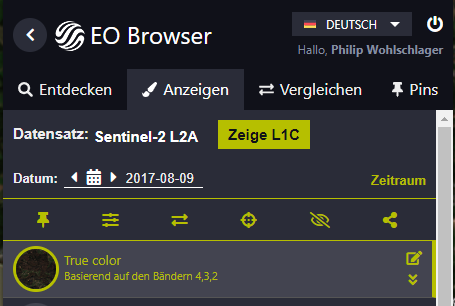 EO Browser
DEUTSCH
Hallo, Philip Wohlschlager
Entdecken
Anzeigen
Vergleichen
Pins
Datensatz: Sentinel-2 L2A Zeige L1C
Datum: 2017-08-09 Zeitraum
True color
Basierend auf den Bändern 4,3,2